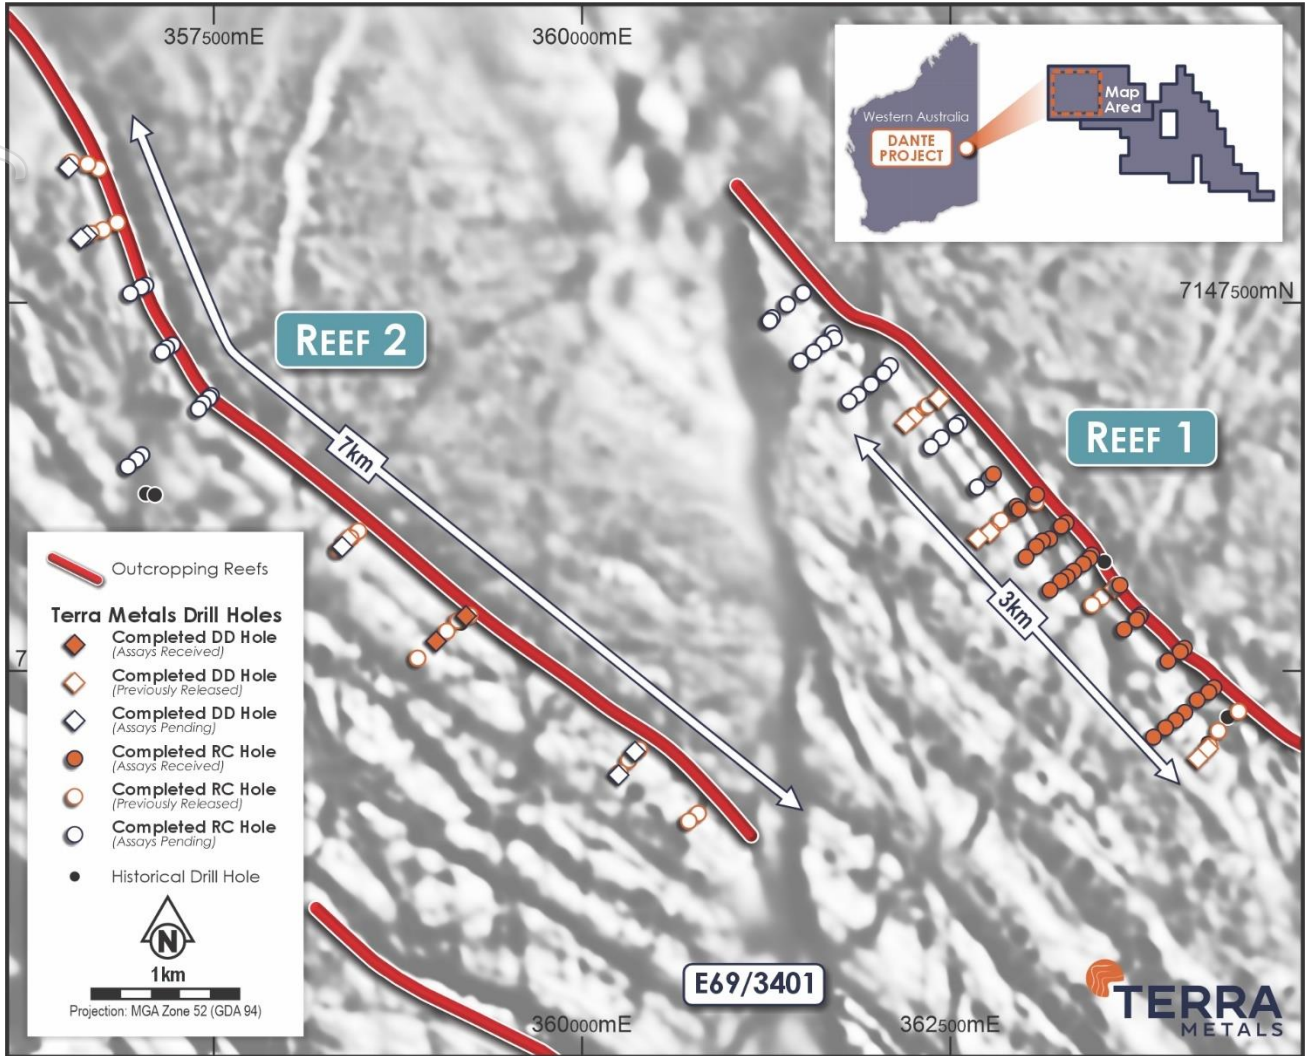 357500mE
360000mE
Western Australia
DANTE
PROJECT
Map
Area
7147500mN
REEF 2
REEF 1
7km
3km
Outcropping Reefs
Terra Metals Drill Holes
Completed DD Hole
(Assays Received)
Completed DD Hole
(Previously Released)
Completed DD Hole
(Assays Pending)
Completed RC Hole
(Assays Received)
Completed RC Hole
(Previously Released)
Completed RC Hole
(Assays Pending)
Historical Drill Hole
N
1km
Projection: MGA Zone 52 (GDA 94)
7
E69/3401
360000mE
362500mE
TERRA
METALS